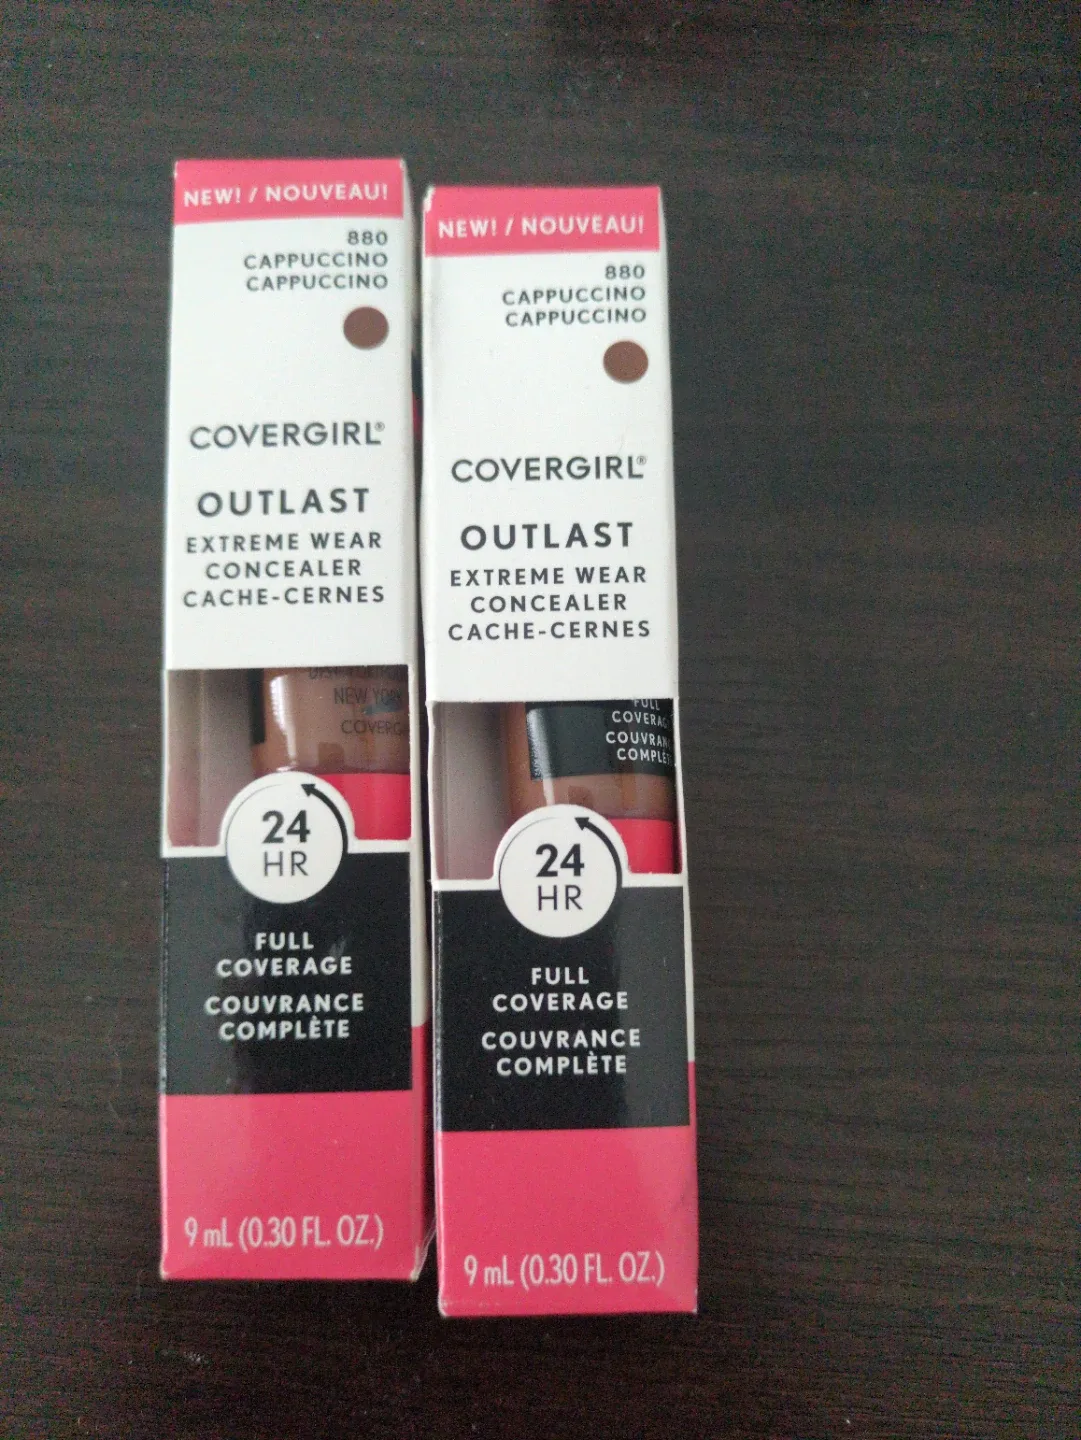 NEW! / NOUVEAU!
880
CAPPUCCINO
CAPPUCCINO
COVERGIRL®
OUTLAST
EXTREME WEAR
CONCEALER
CACHE-CERNES
NEW YORK
24
HR
FULL
COVERAGE
COUVRANCE
COMPLÈTE
9 mL (0.30 FL. OZ.)
NEW! / NOUVEAU!
880
CAPPUCCINO
CAPPUCCINO
COVERGIRL®
OUTLAST
EXTREME WEAR
CONCEALER
CACHE-CERNES
FULL
24
HR
FULL
COVERAGE
COUVRANCE
COMPLÈTE
9 mL (0.30 FL. OZ.)